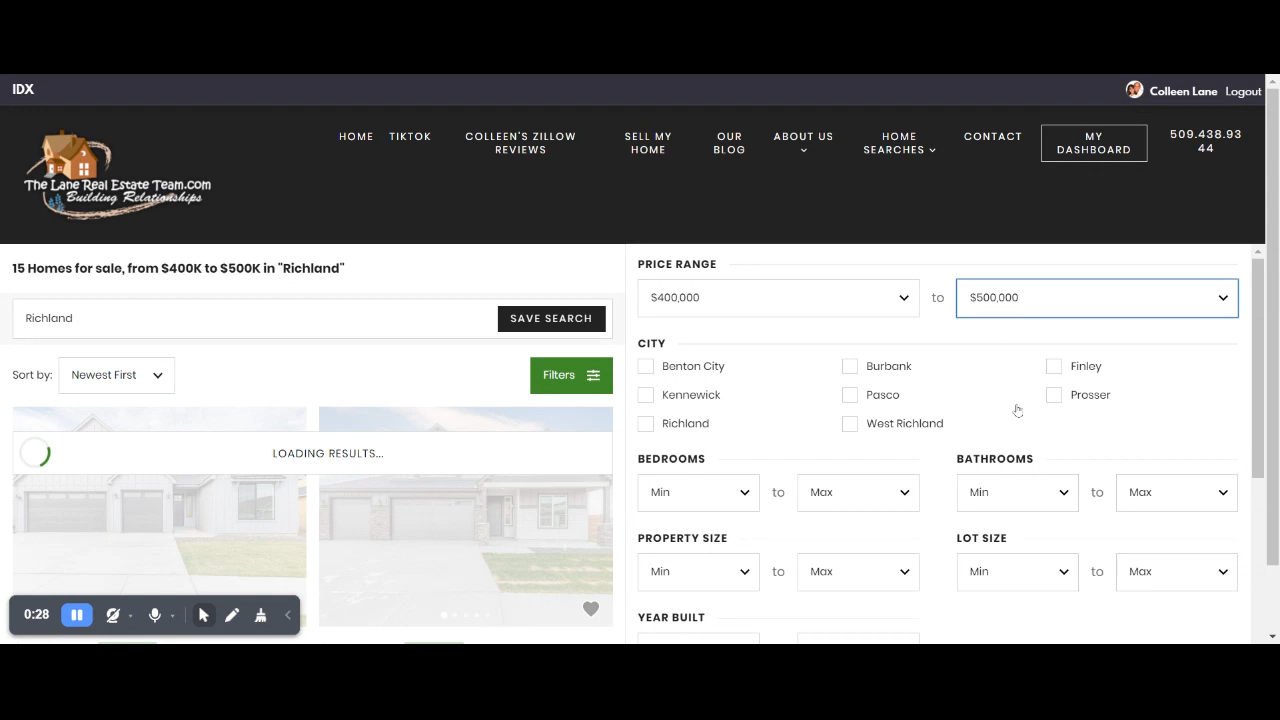 IDX
Colleen Lane Logout
The Lane Real Estate Team.com
Building Relationships
HOME
TIKTOK
COLLEEN'S ZILLOW
REVIEWS
SELL MY
HOME
OUR
BLOG
ABOUT US
HOME
SEARCHES
CONTACT
MY
DASHBOARD
509.438.93
44
15 Homes for sale, from $400K to $500K in "Richland"
Richland
SAVE SEARCH
Sort by: Newest First
Filters
LOADING RESULTS...
0:28
PRICE RANGE
$400,000 to $500,000
CITY
Benton City Burbank Finley
Kennewick Pasco Prosser
Richland West Richland
BEDROOMS BATHROOMS
Min to Max Min to Max
PROPERTY SIZE LOT SIZE
Min to Max Min to Max
YEAR BUILT